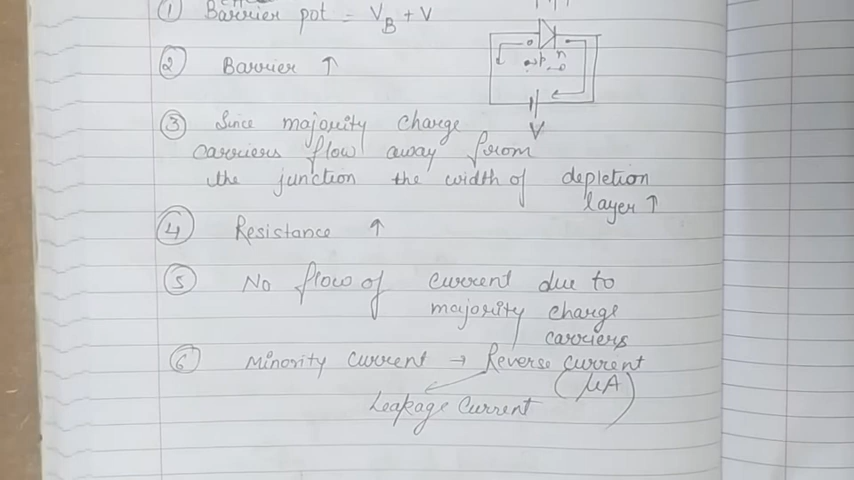 ① Barrier pot = V_B + V
② Barrier ↑
p n
V
③ Since majority charge
carriers flow away from
the junction the width of depletion
layer ↑
④ Resistance ↑
⑤ No flow of current due to
majority charge
carriers
⑥ Minority current → Reverse current
(μA)
Leakage Current